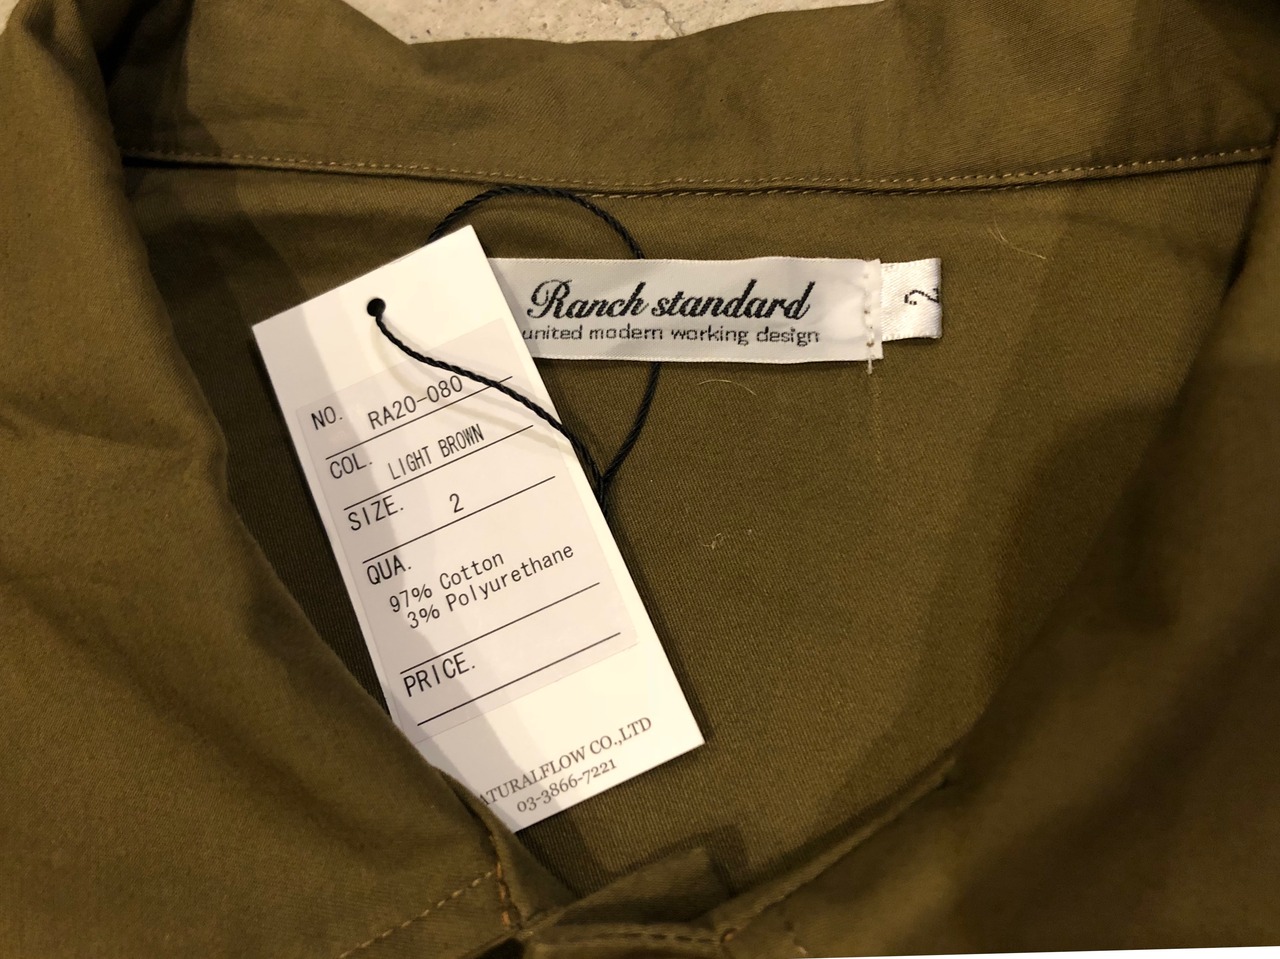 Ranch standard
united modern working design
2
NO. RA20-080
COL. LIGHT BROWN
SIZE. 2
QUA.
97% Cotton
3% Polyurethane
PRICE.
ATURALFLOW CO.,LTD
03-3866-7221